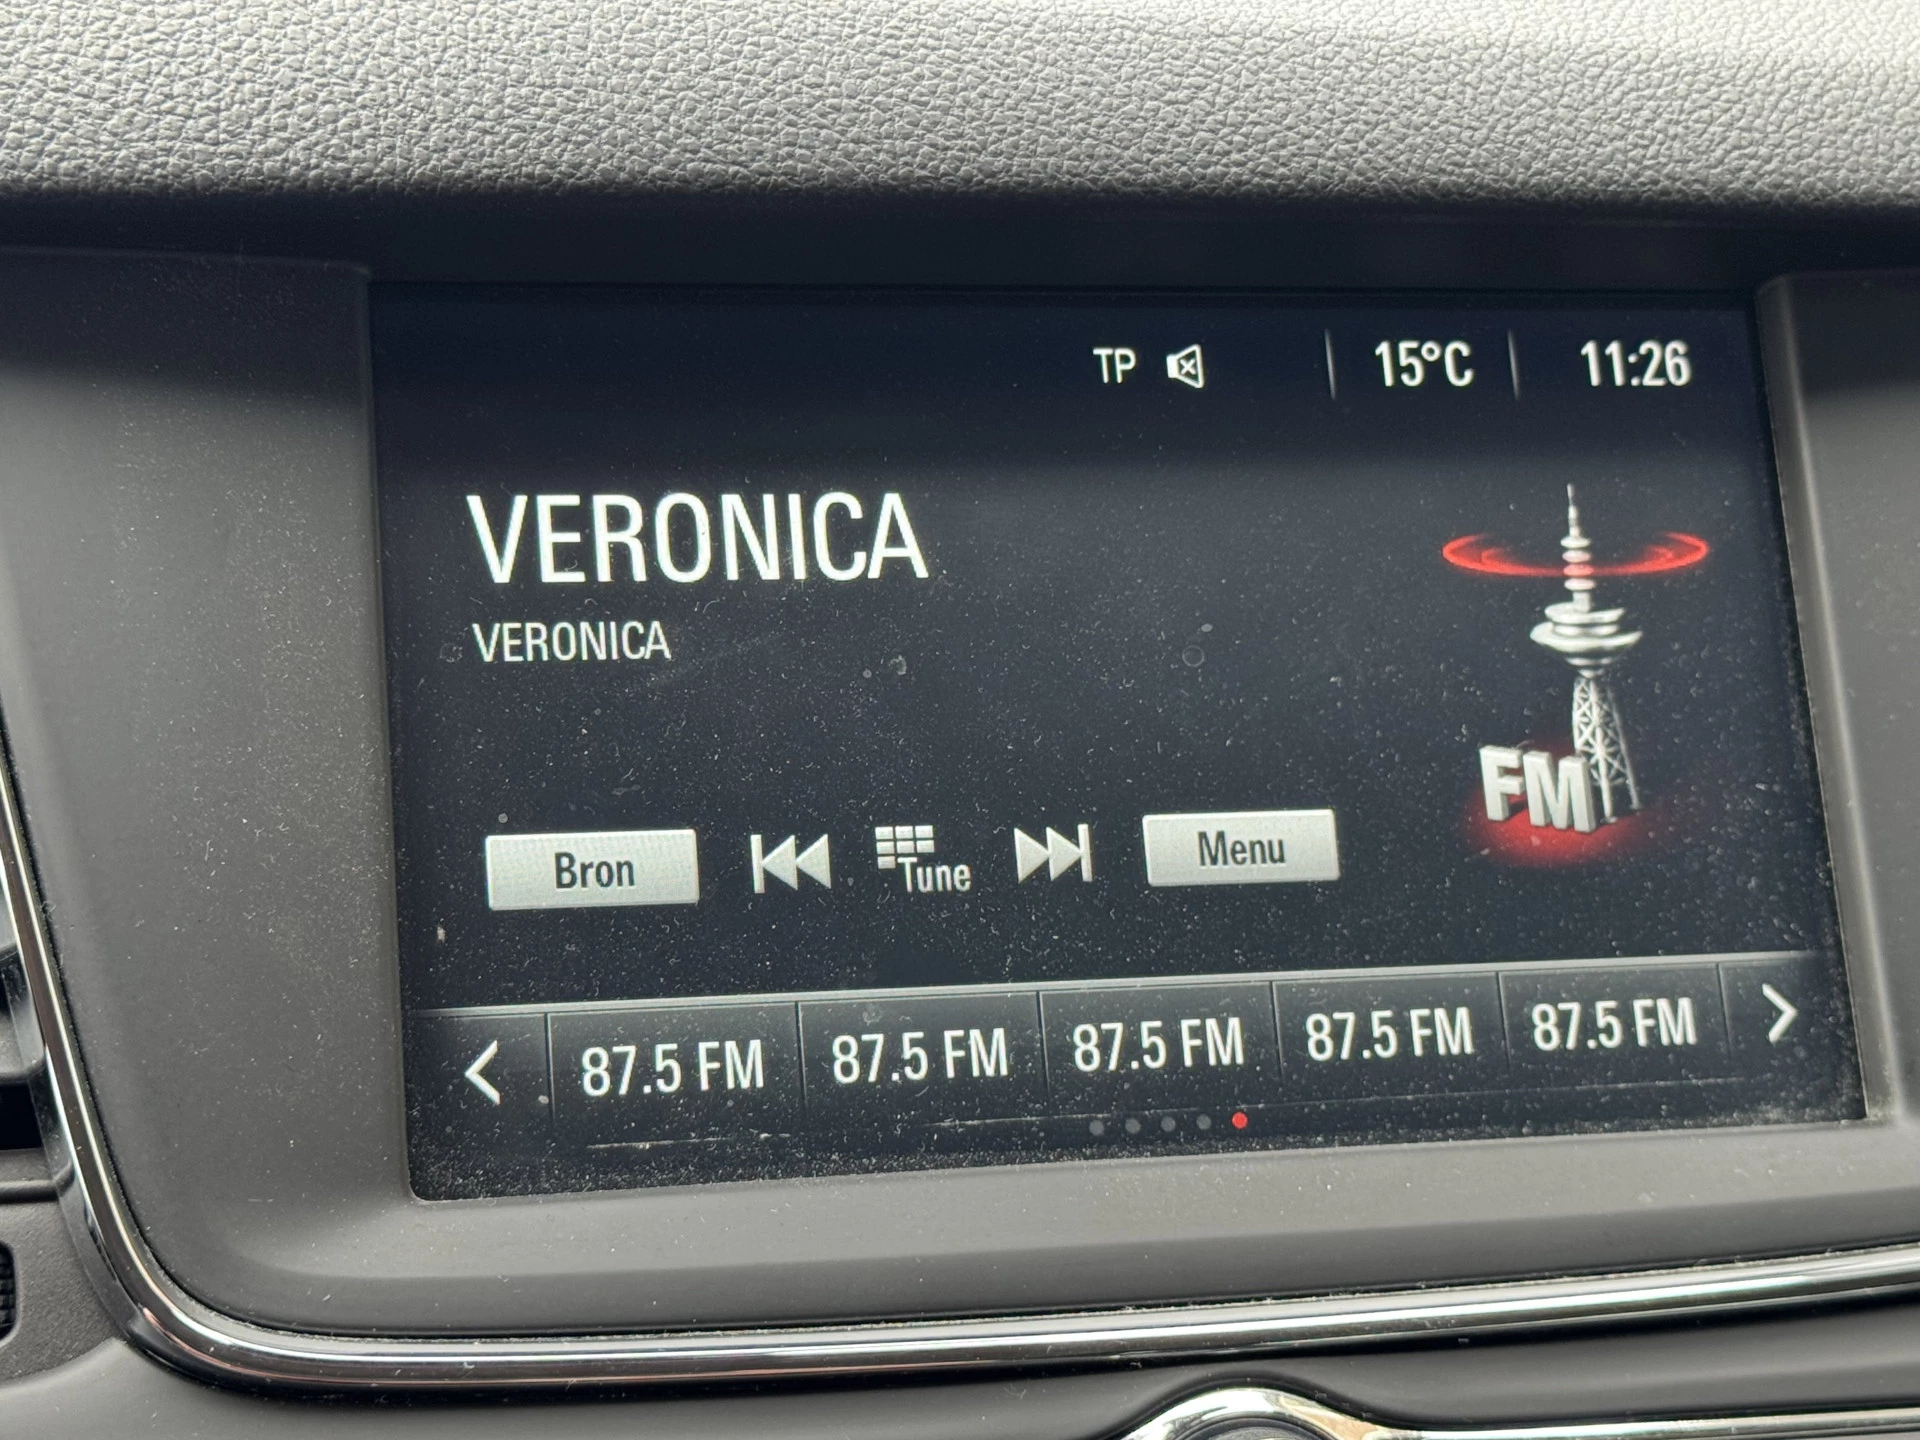 TP 15°C 11:26
VERONICA
VERONICA
FM
Bron Tune Menu
87.5 FM 87.5 FM 87.5 FM 87.5 FM 87.5 FM